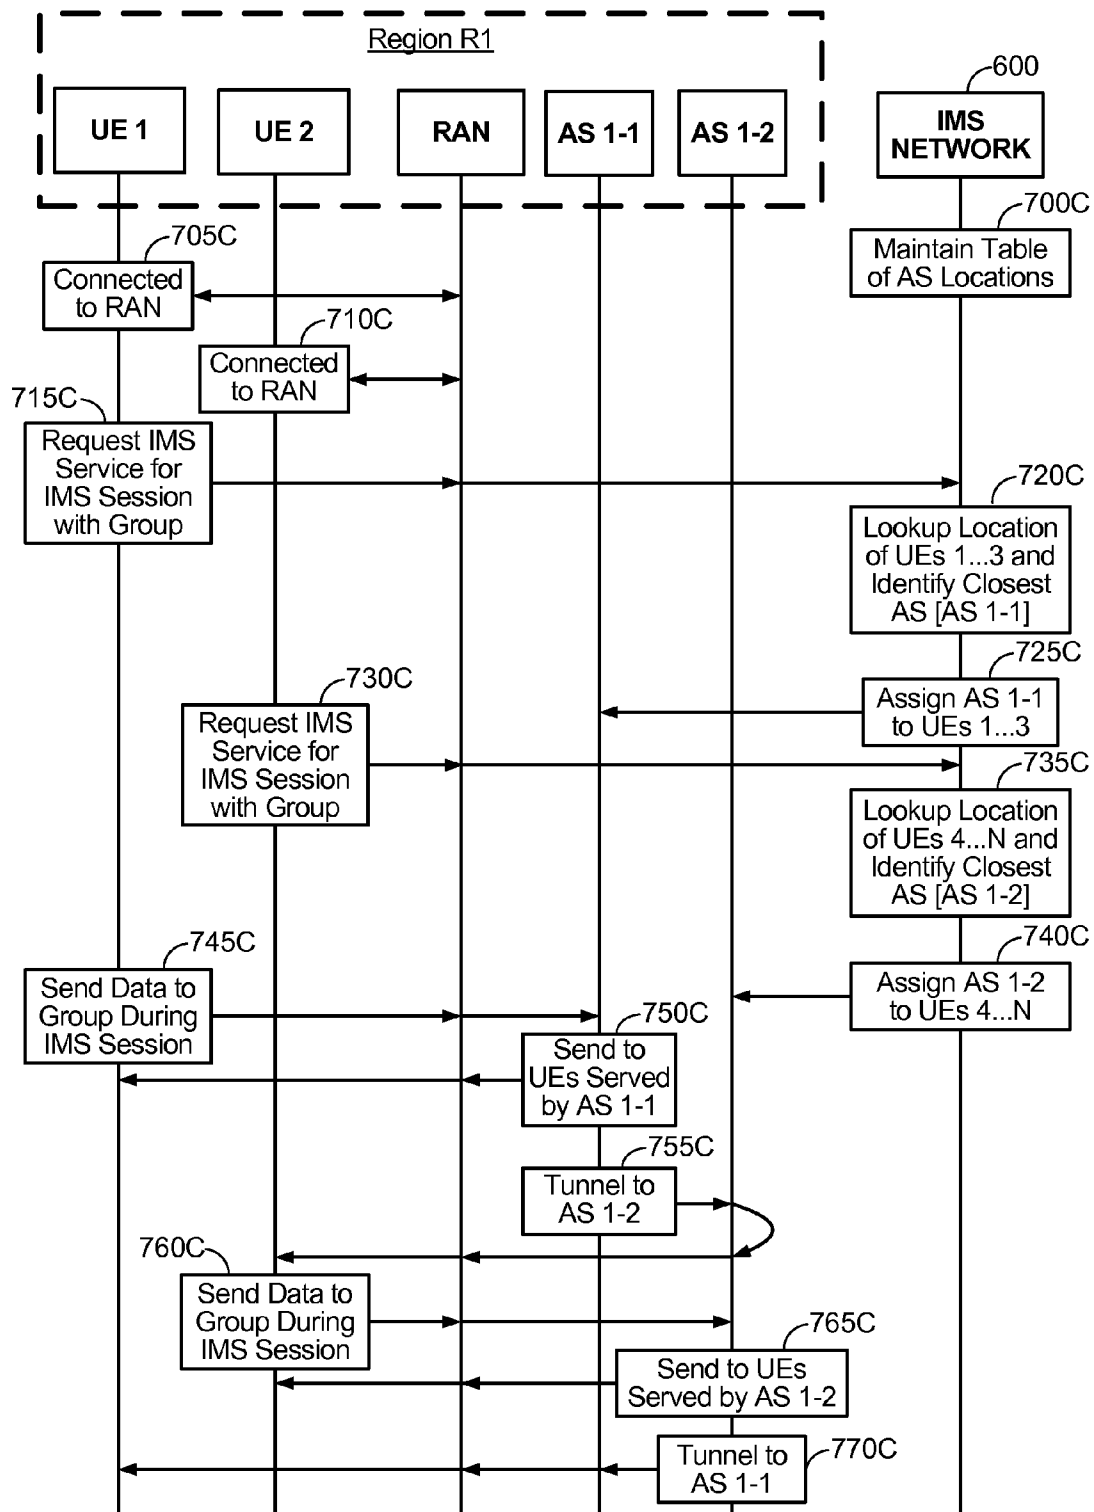 Region R1
UE 1
UE 2
RAN
AS 1-1
AS 1-2
600
IMS
NETWORK
700C
Maintain Table
of AS Locations
705C
Connected
to RAN
710C
Connected
to RAN
715C
Request IMS
Service for
IMS Session
with Group
720C
Lookup Location
of UEs 1...3 and
Identify Closest
AS [AS 1-1]
725C
Assign AS 1-1
to UEs 1...3
730C
Request IMS
Service for
IMS Session
with Group
735C
Lookup Location
of UEs 4...N and
Identify Closest
AS [AS 1-2]
740C
Assign AS 1-2
to UEs 4...N
745C
Send Data to
Group During
IMS Session
750C
Send to
UEs Served
by AS 1-1
755C
Tunnel to
AS 1-2
760C
Send Data to
Group During
IMS Session
765C
Send to UEs
Served by AS 1-2
770C
Tunnel to
AS 1-1